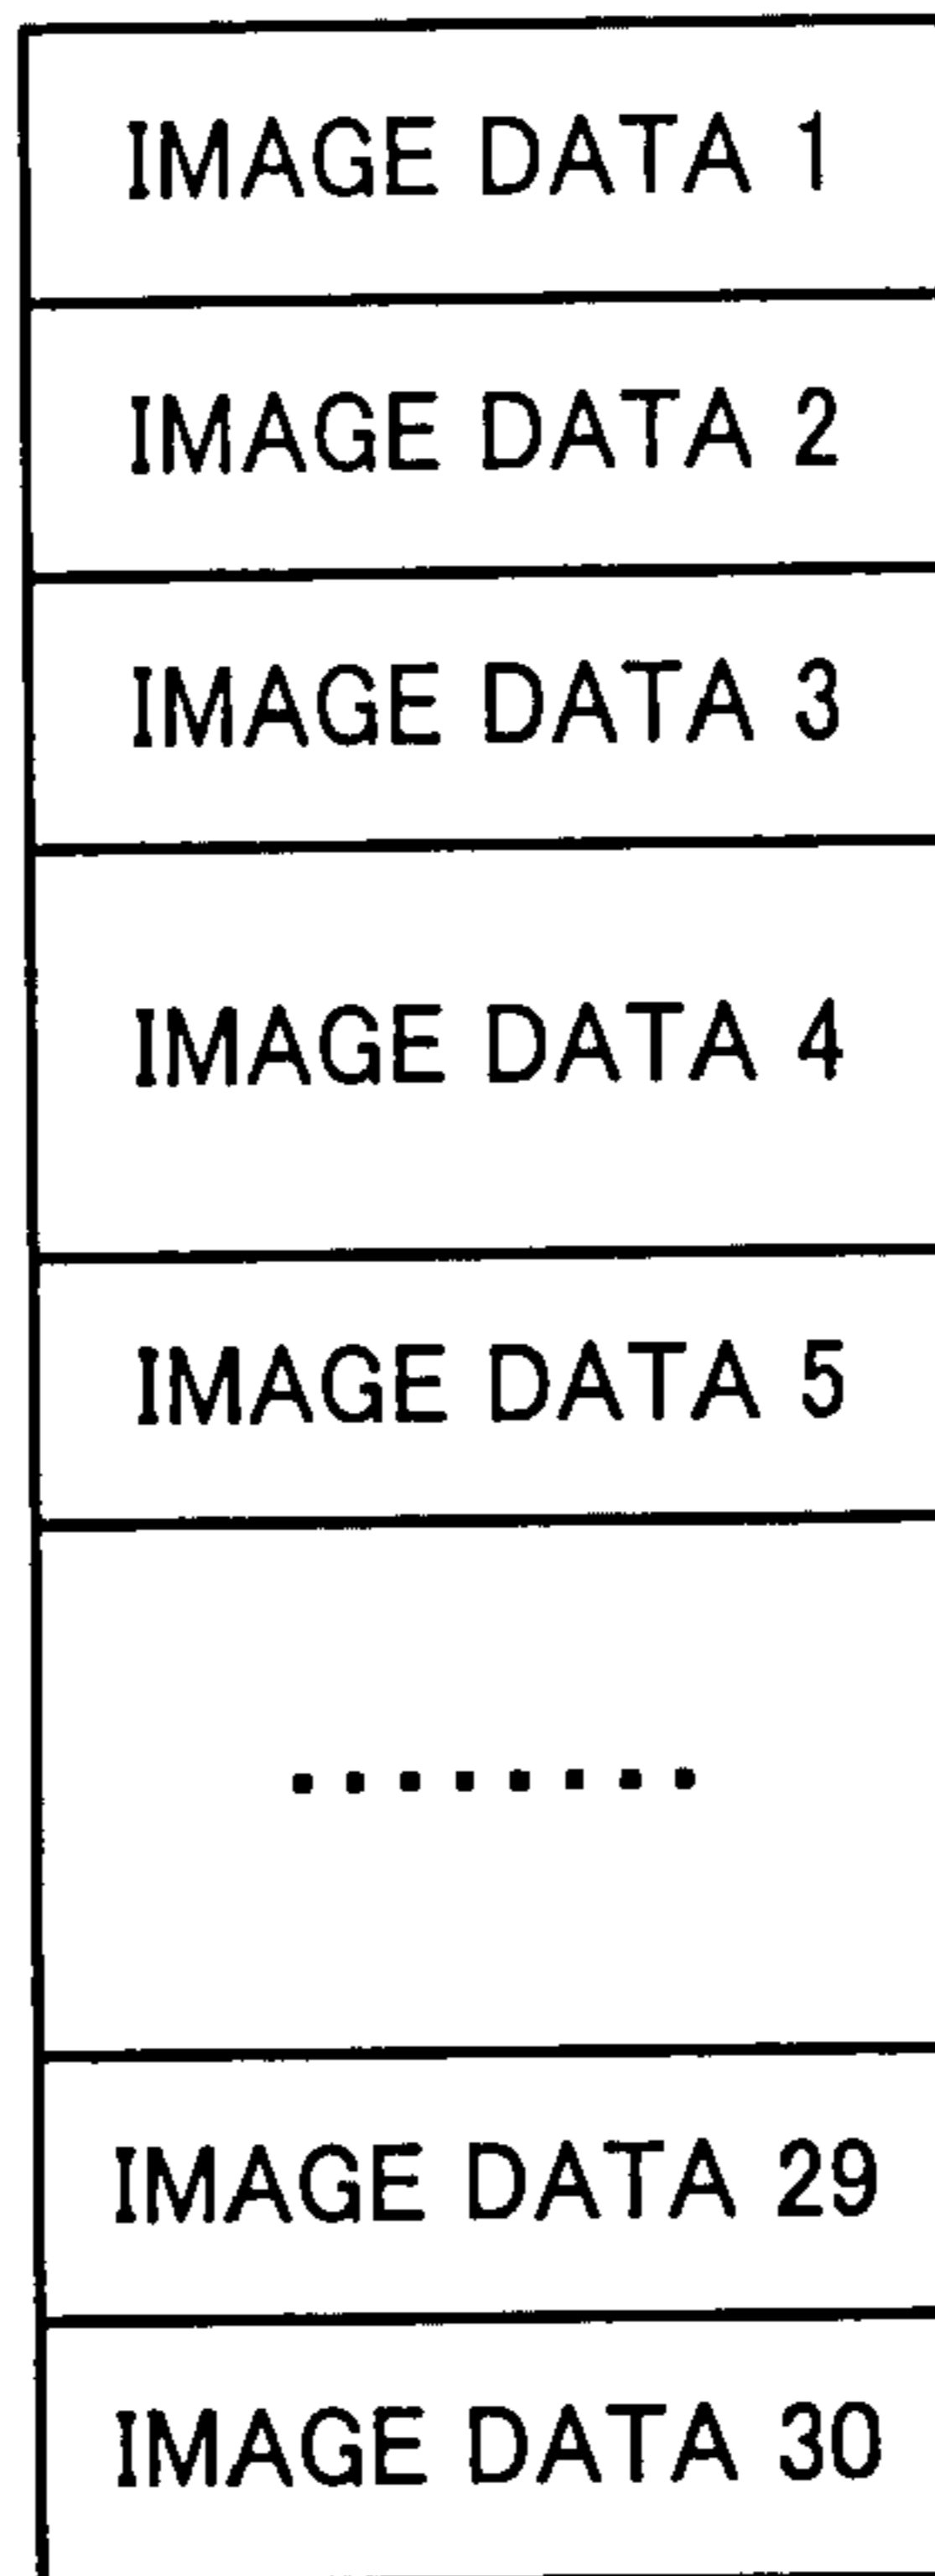 IMAGE DATA 1
IMAGE DATA 2
IMAGE DATA 3
IMAGE DATA 4
IMAGE DATA 5
........
IMAGE DATA 29
IMAGE DATA 30